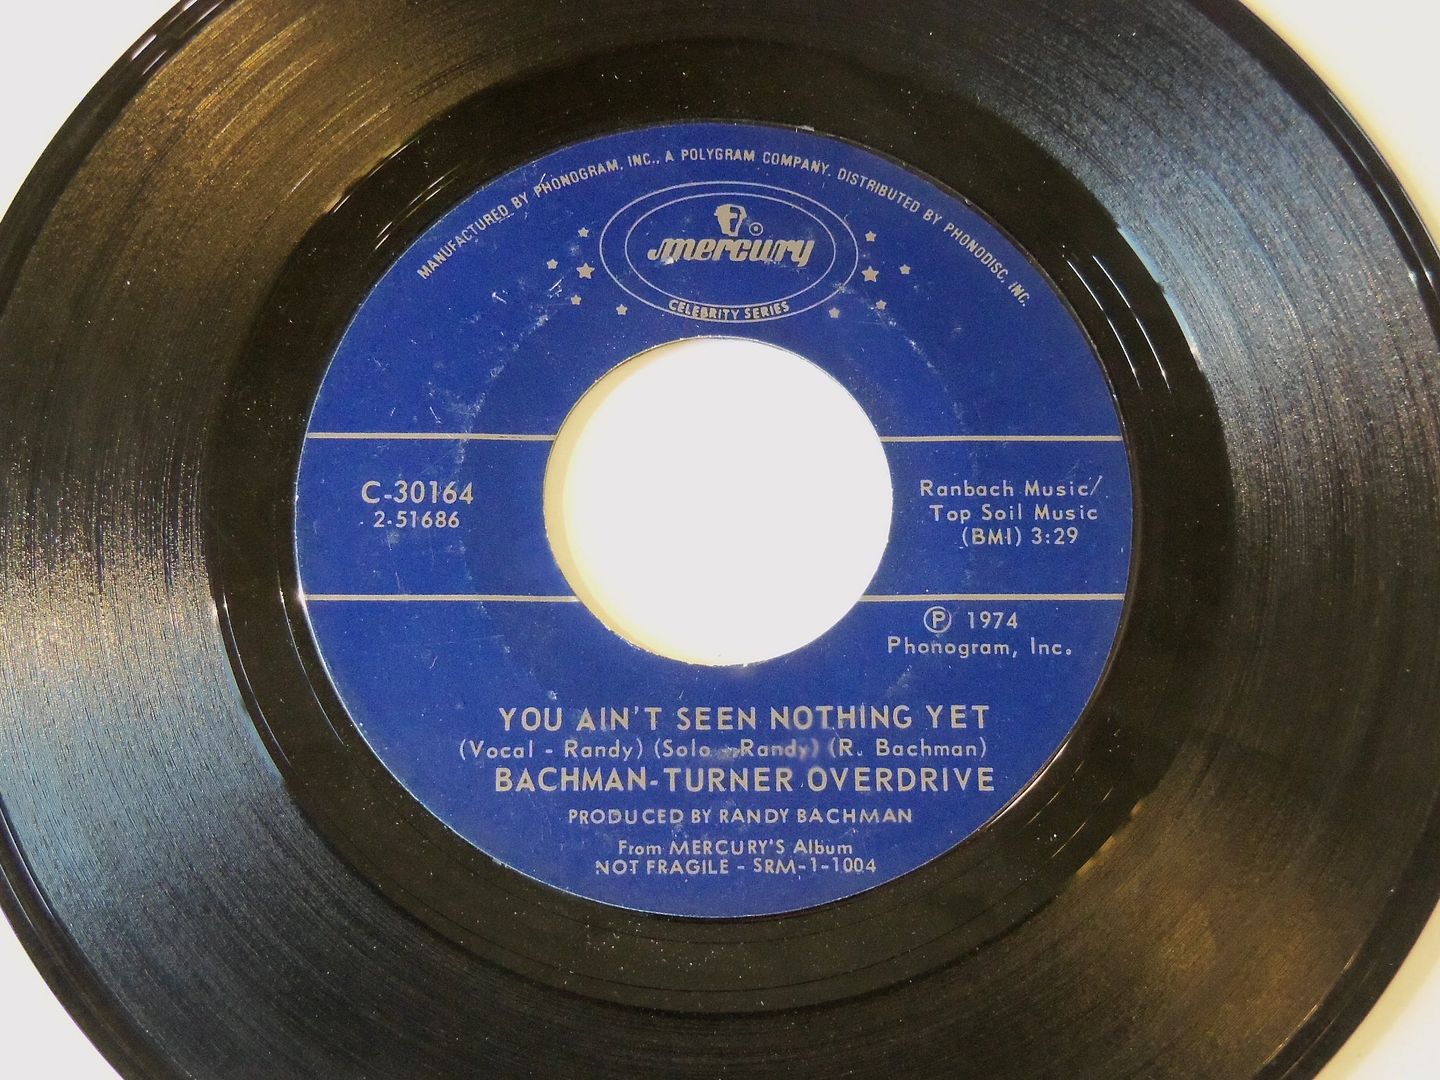 MANUFACTURED BY PHONOGRAM, INC., A POLYGRAM COMPANY. DISTRIBUTED BY PHONODISC, INC.
mercury
CELEBRITY SERIES
C-30164
2-51686
Ranbach Music/
Top Soil Music
(BMI) 3:29
℗ 1974
Phonogram, Inc.
YOU AIN'T SEEN NOTHING YET
(Vocal - Randy) (Solo - Randy) (R. Bachman)
BACHMAN-TURNER OVERDRIVE
PRODUCED BY RANDY BACHMAN
From MERCURY'S Album
NOT FRAGILE - SRM-1-1004